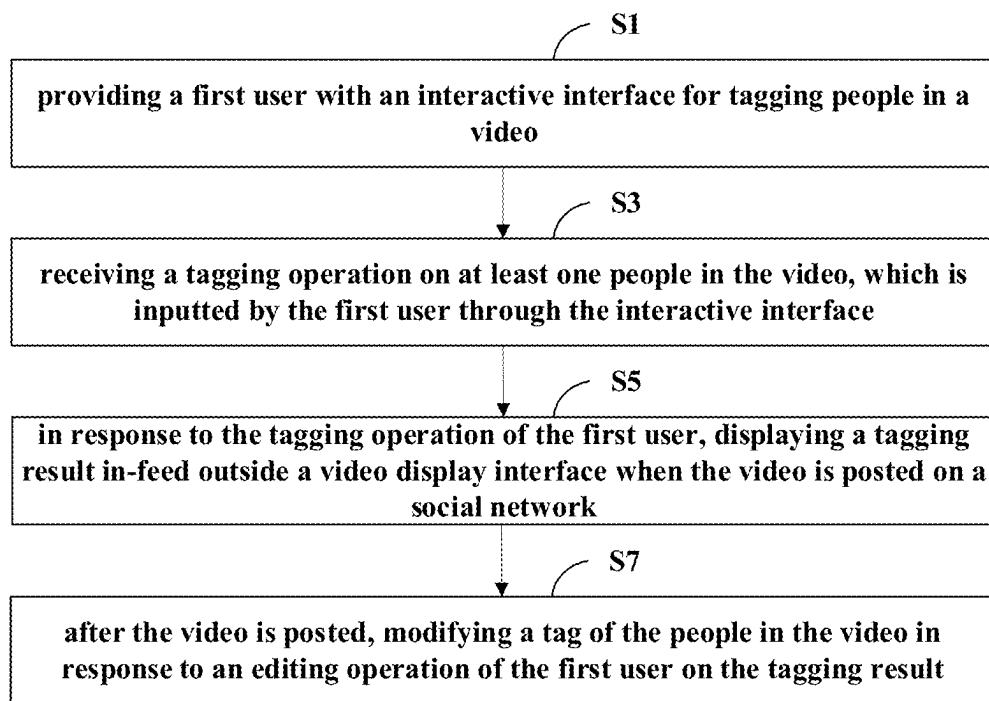 S1
providing a first user with an interactive interface for tagging people in a
video
S3
receiving a tagging operation on at least one people in the video, which is
inputted by the first user through the interactive interface
S5
in response to the tagging operation of the first user, displaying a tagging
result in-feed outside a video display interface when the video is posted on a
social network
S7
after the video is posted, modifying a tag of the people in the video in
response to an editing operation of the first user on the tagging result